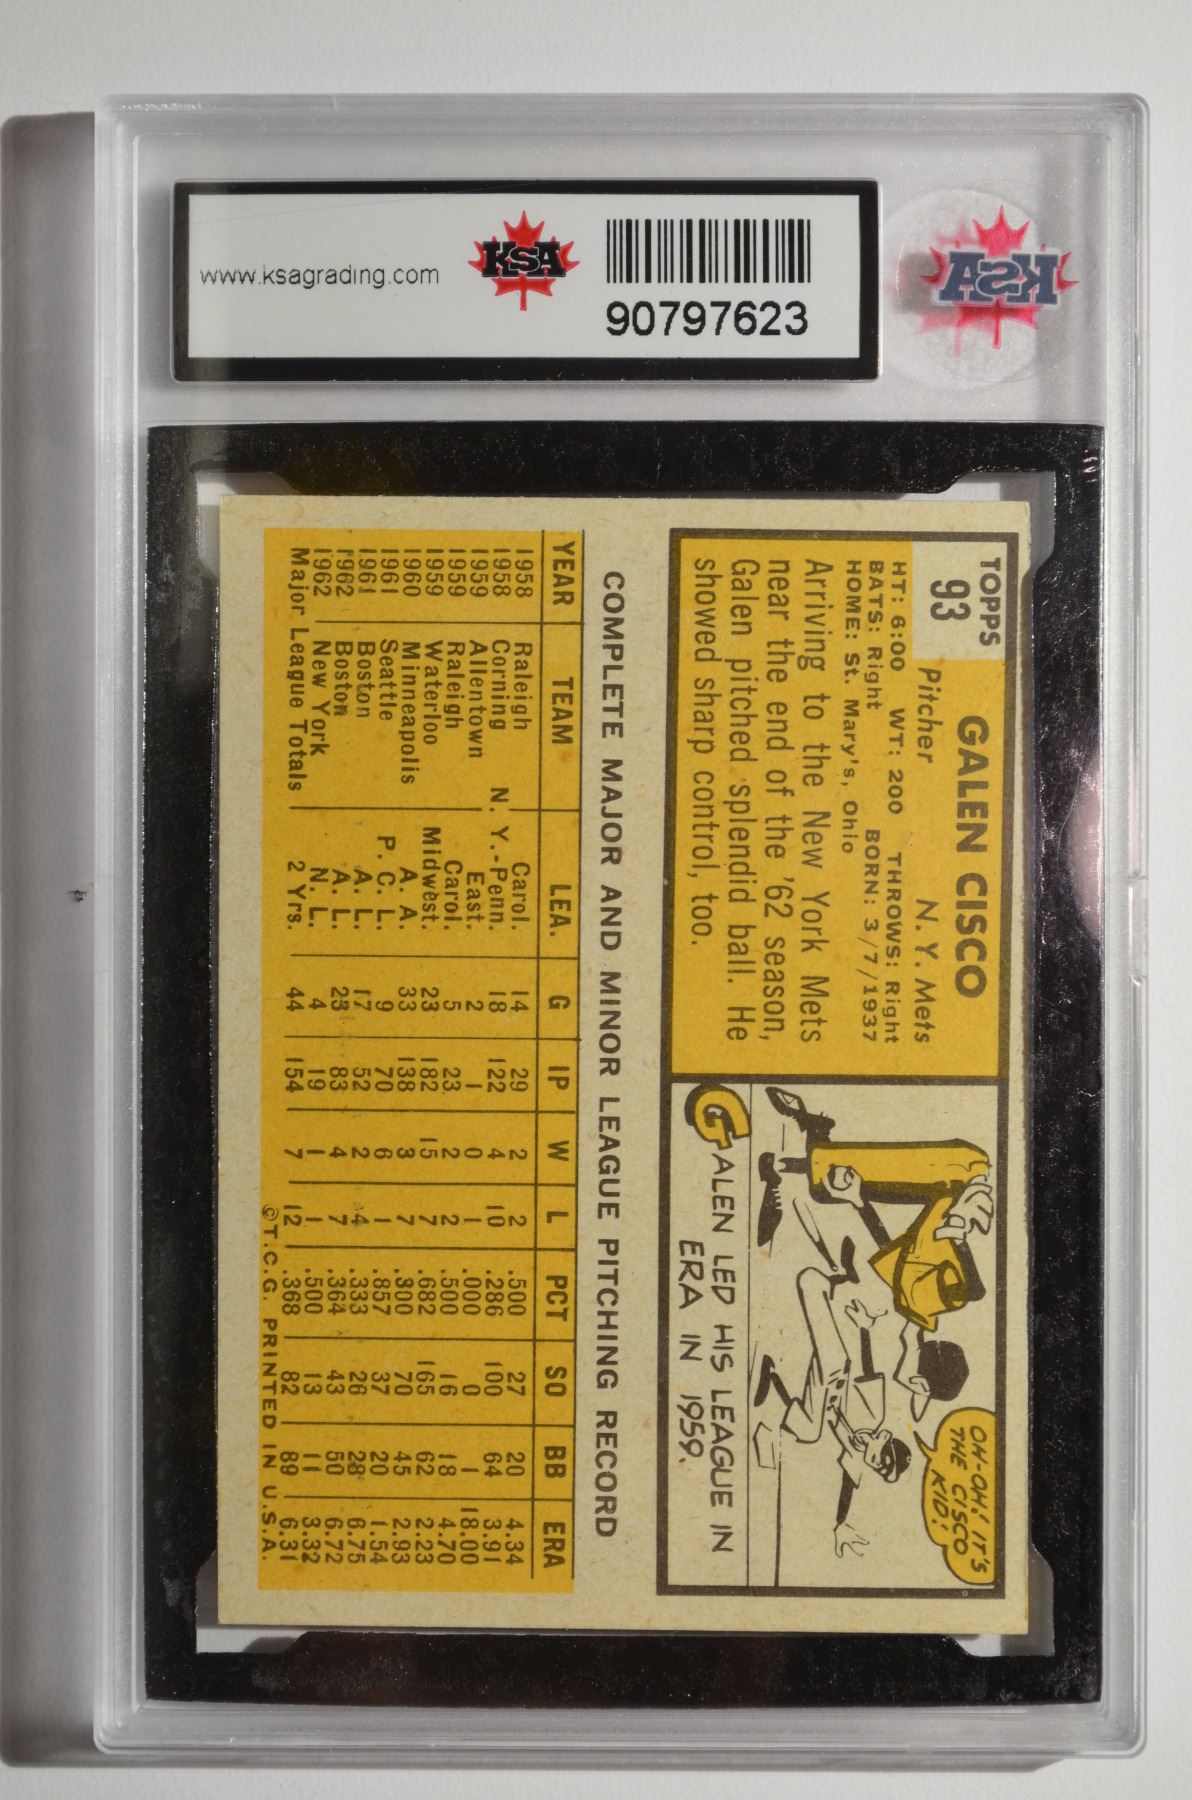 www.ksagrading.com
KSA
90797623
KSA
TOPPS
93
GALEN CISCO
Pitcher N. Y. Mets
HT: 6:00 WT: 200 THROWS: Right
BATS: Right BORN: 3/7/1937
HOME: St. Mary's, Ohio
Arriving to the New York Mets
near the end of the '62 season,
Galen pitched splendid ball. He
showed sharp control, too.
OH-OH! IT'S
THE CISCO
KID!
GALEN LED HIS LEAGUE IN
ERA IN 1959.
COMPLETE MAJOR AND MINOR LEAGUE PITCHING RECORD
YEAR TEAM LEA. G IP W L PCT SO BB ERA
1958 Raleigh Carol. 14 29 2 2 .500 27 20 4.34
1958 Corning N. Y.-Penn. 18 122 4 10 .286 100 64 3.91
1959 Allentown East. 2 1 0 1 .000 0 1 18.00
1959 Raleigh Carol. 5 23 2 2 .500 16 18 4.70
1959 Waterloo Midwest. 23 182 15 7 .682 165 62 2.23
1960 Minneapolis A. A. 33 138 3 7 .300 70 45 2.93
1961 Seattle P. C. L. 9 70 6 1 .857 37 20 1.54
1961 Boston A. L. 17 52 2 4 .333 26 28 6.75
1962 Boston A. L. 23 83 4 7 .364 43 50 6.72
1962 New York N. L. 4 19 1 1 .500 13 11 3.32
Major League Totals 2 Yrs. 44 154 7 12 .368 82 89 6.31
©T.C.G. PRINTED IN U.S.A.